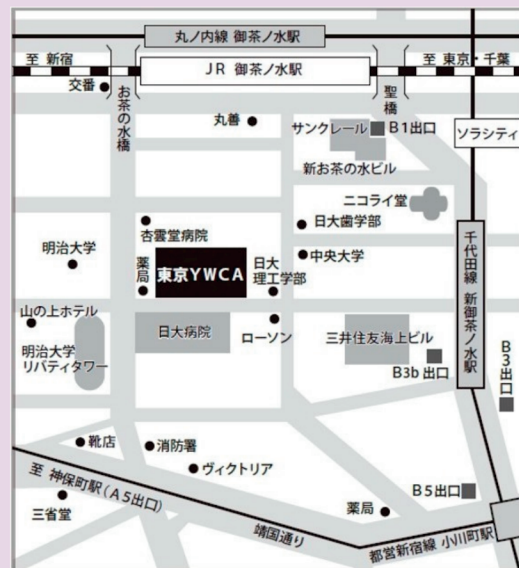 丸ノ内線 御茶ノ水駅
至 新宿
JR 御茶ノ水駅
至 東京・千葉
交番
お茶の水橋
聖橋
丸善
サンクレール
B1出口
ソラシティ
新お茶の水ビル
ニコライ堂
杏雲堂病院
日大歯学部
明治大学
薬局
東京YWCA
日大
理工学部
中央大学
千代田線 新御茶ノ水駅
山の上ホテル
明治大学
リバティタワー
日大病院
ローソン
三井住友海上ビル
B3b 出口
B3出口
靴店
消防署
ヴィクトリア
至 神保町駅(A5出口)
三省堂
薬局
B5出口
靖国通り
都営新宿線 小川町駅